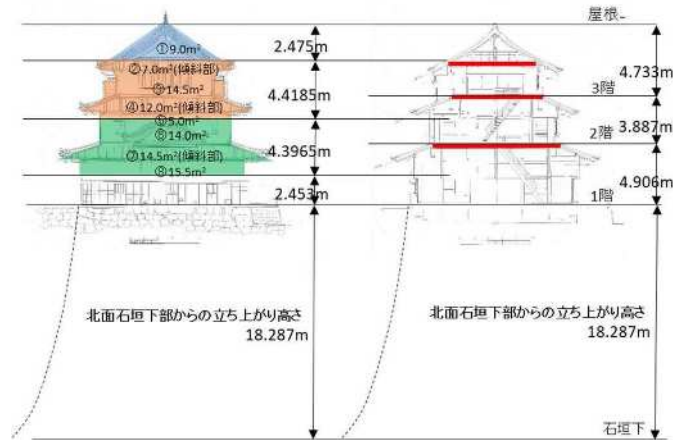 屋根
①9.0m²
2.475m
②7.0m²(傾斜部)
4.733m
③14.5m²
3階
4.4185m
④12.0m²(傾斜部)
3.887m
⑤5.0m²
⑥14.0m²
2階
4.3965m
⑦14.5m²(傾斜部)
⑧15.5m²
4.906m
2.453m
1階
北面石垣下部からの立ち上がり高さ
18.287m
北面石垣下部からの立ち上がり高さ
18.287m
石垣下